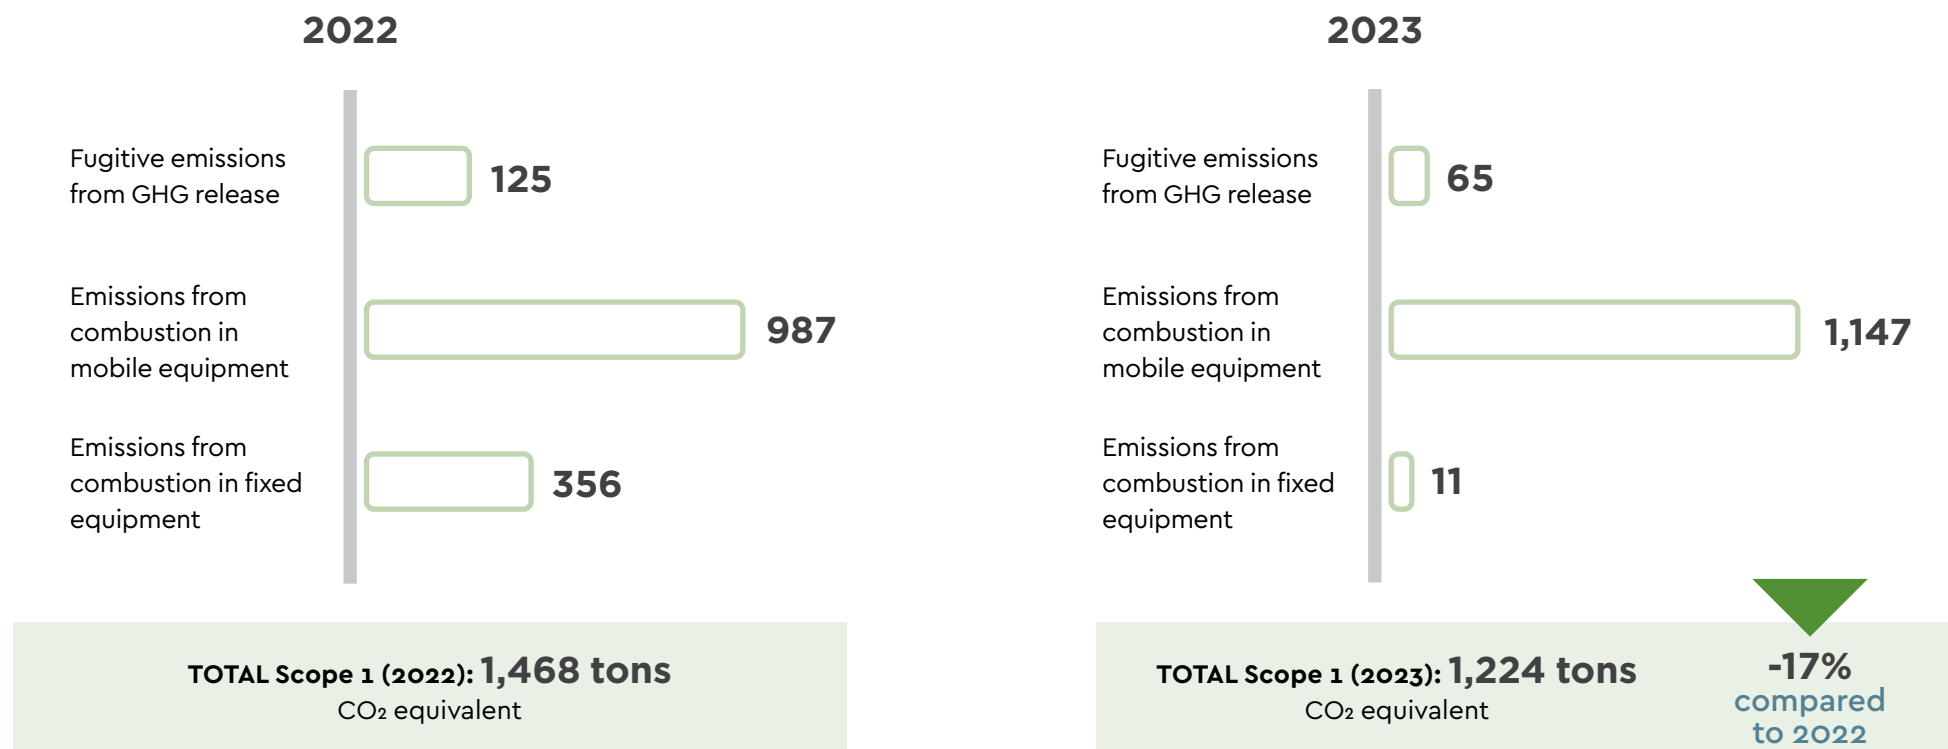 2022
Fugitive emissions
from GHG release
125
Emissions from
combustion in
mobile equipment
987
Emissions from
combustion in fixed
equipment
356
TOTAL Scope 1 (2022): 1,468 tons
CO₂ equivalent
2023
Fugitive emissions
from GHG release
65
Emissions from
combustion in
mobile equipment
1,147
Emissions from
combustion in fixed
equipment
11
TOTAL Scope 1 (2023): 1,224 tons
CO₂ equivalent
-17%
compared
to 2022